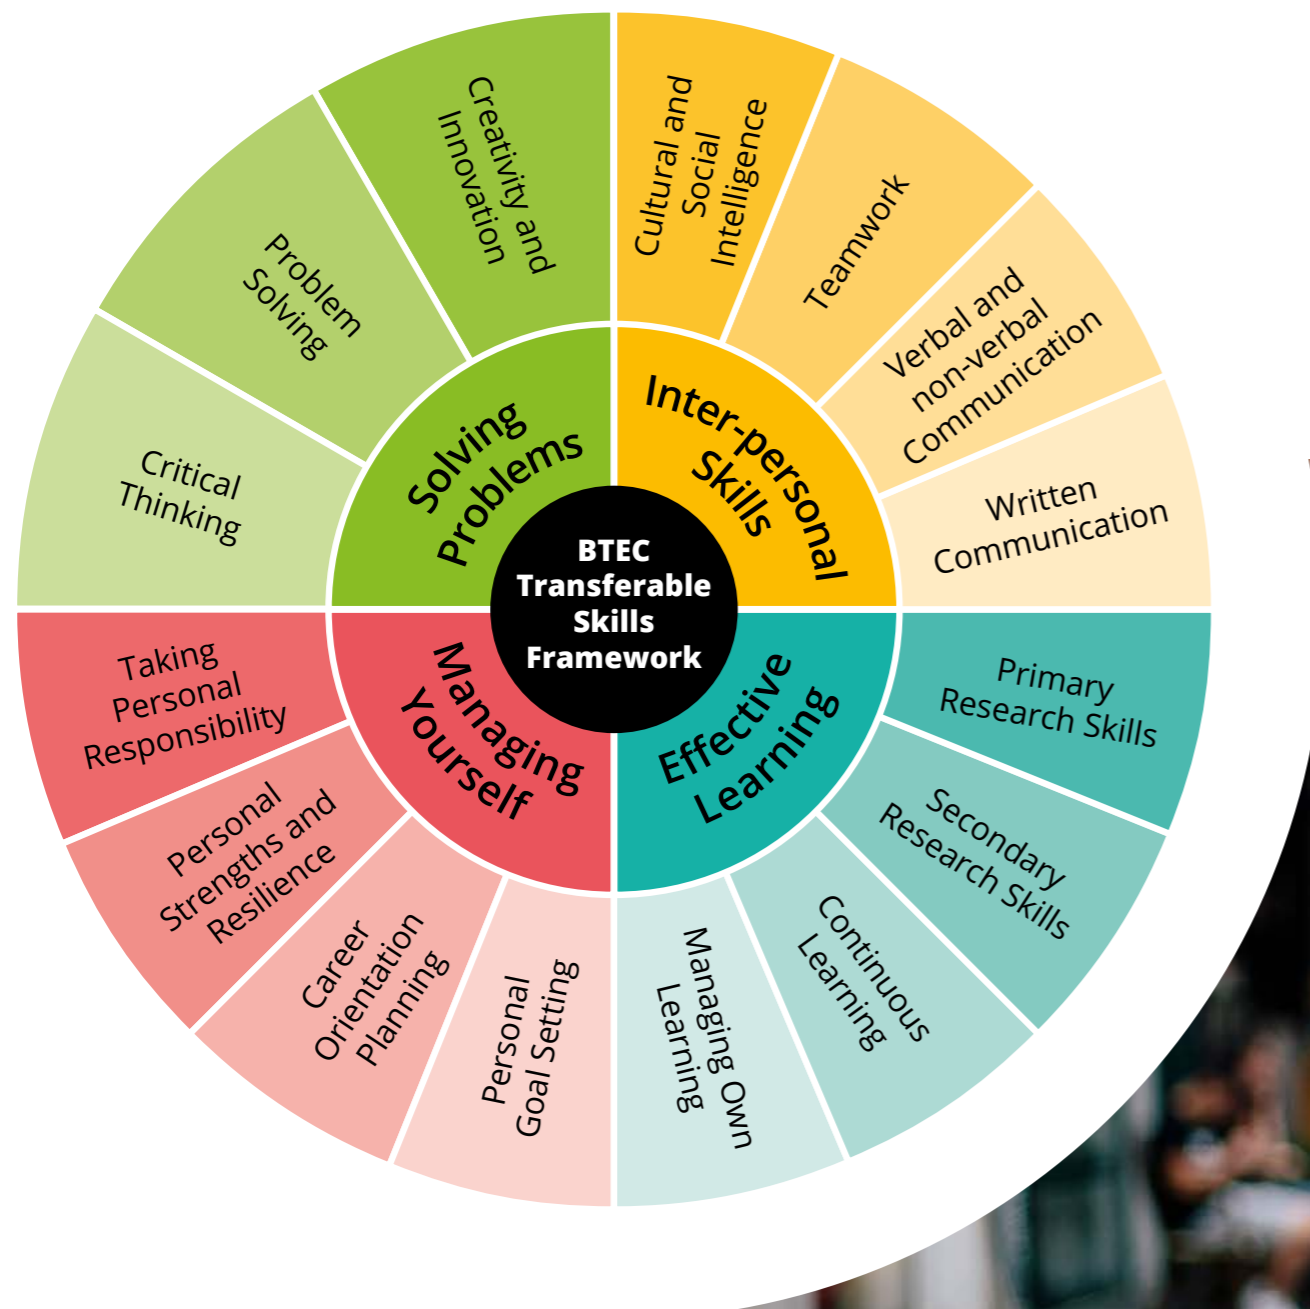 BTEC
Transferable
Skills
Framework
Solving
Problems
Creativity and
Innovation
Problem
Solving
Critical
Thinking
Inter-personal
Skills
Cultural and
Social
Intelligence
Teamwork
Verbal and
non-verbal
Communication
Written
Communication
Effective
Learning
Primary
Research Skills
Secondary
Research Skills
Continuous
Learning
Managing Own
Learning
Managing
Yourself
Personal
Goal Setting
Career
Orientation
Planning
Personal
Strengths and
Resilience
Taking
Personal
Responsibility